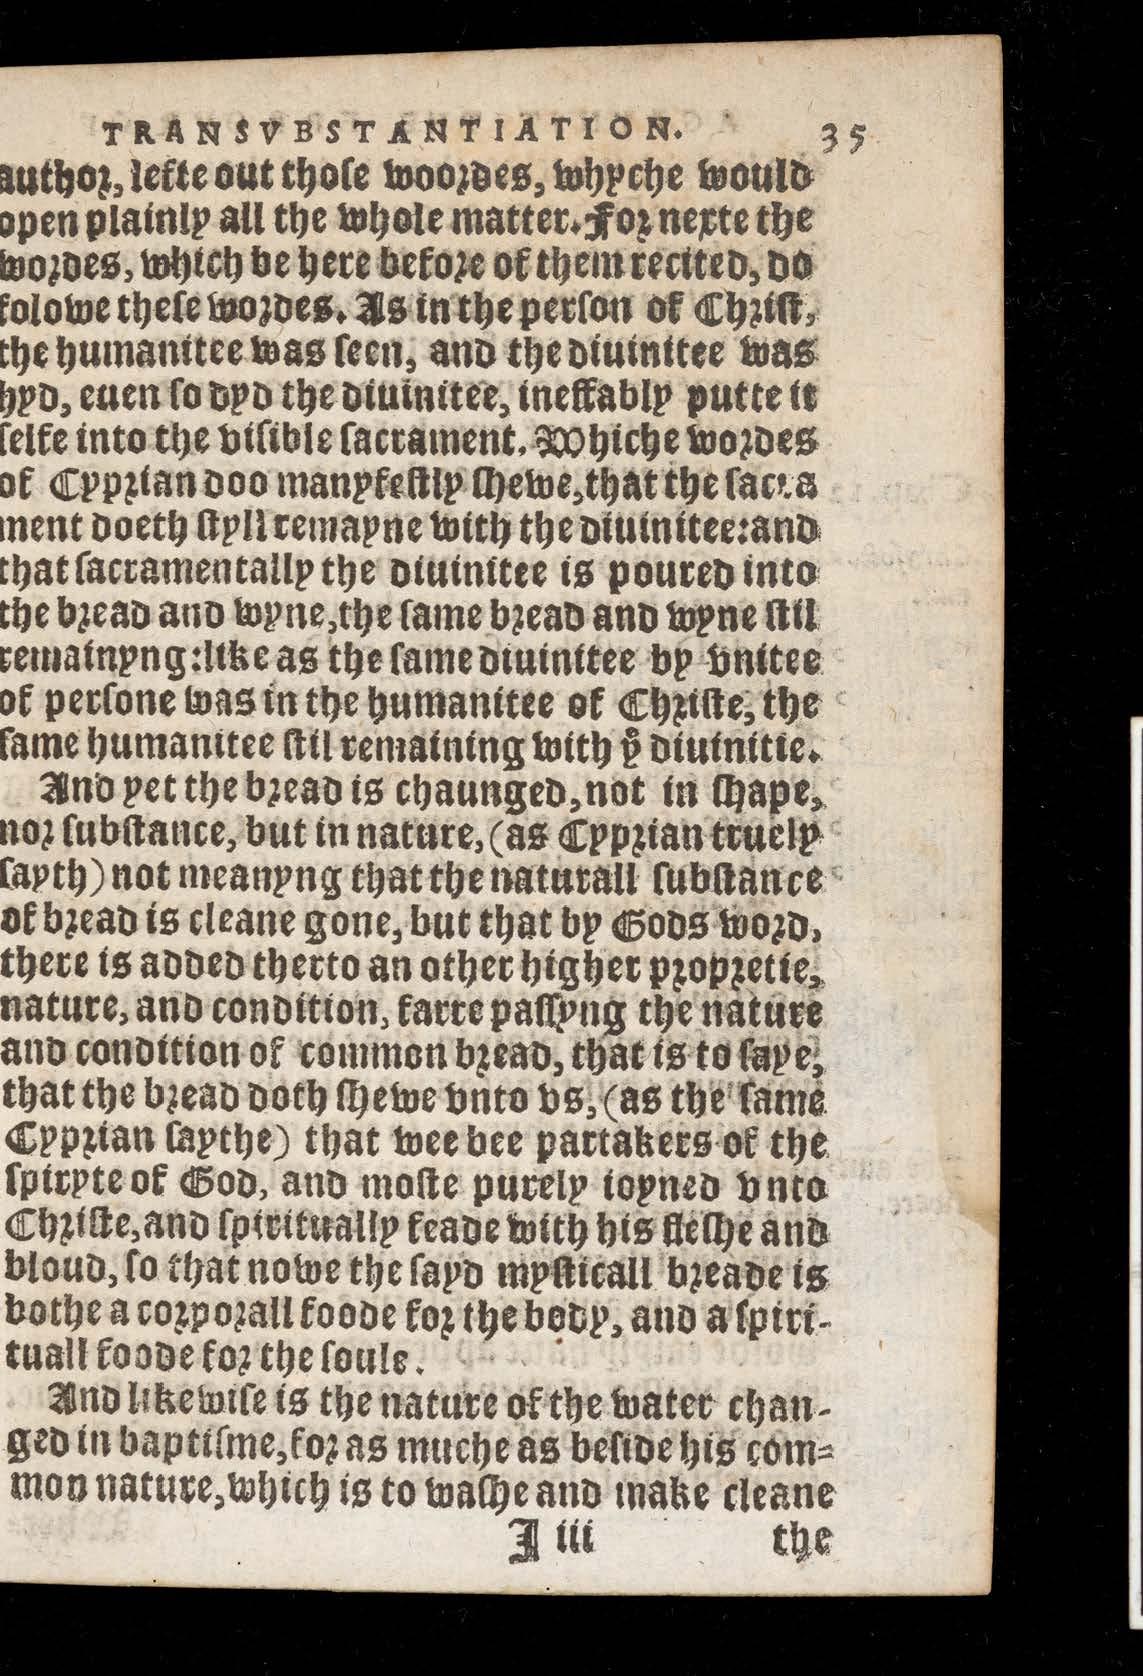 TRANSVBSTANTIATION. 35
author, lefte out thoſe woordes, whyche would
open plainly all the whole matter. For nexte the
wordes, which be here before of them recited, do
folowe theſe wordes. As in the perſon of Chriſt,
the humanitee was ſeen, and the diuinitee was
hyd, euen ſo dyd the diuinitee, ineffably putte it
ſelfe into the viſible ſacrament. Whiche wordes
of Cyprian doo manyfeſtly ſhewe, that the ſacra
ment doeth ſtyll remayne with the diuinitee: and
that ſacramentally the diuinitee is poured into
the bread and wyne, the ſame bread and wyne ſtil
remainyng: like as the ſame diuinitee by vnitee
of perſone was in the humanitee of Chriſte, the
ſame humanitee ſtil remaining with yͤ diuinitie.
And yet the bread is chaunged, not in ſhape,
nor ſubſtance, but in nature, (as Cyprian truely
ſayth) not meanyng that the naturall ſubſtance
of bread is cleane gone, but that by Gods word,
there is added therto an other higher propretie,
nature, and condition, farre paſſyng the nature
and condition of common bread, that is to ſaye,
that the bread doth ſhewe vnto vs, (as the ſame
Cyprian ſaythe) that wee bee partakers of the
ſpiryte of God, and moſte purely ioyned vnto
Chriſte, and ſpiritually feade with his fleſhe and
bloud, ſo that nowe the ſayd myſticall breade is
bothe a corporall foode for the body, and a ſpiri-
tuall foode for the ſoule.
And likewiſe is the nature of the water chan-
ged in baptiſme, for as muche as beſide his com-
mon nature, which is to waſhe and make cleane
I iii the